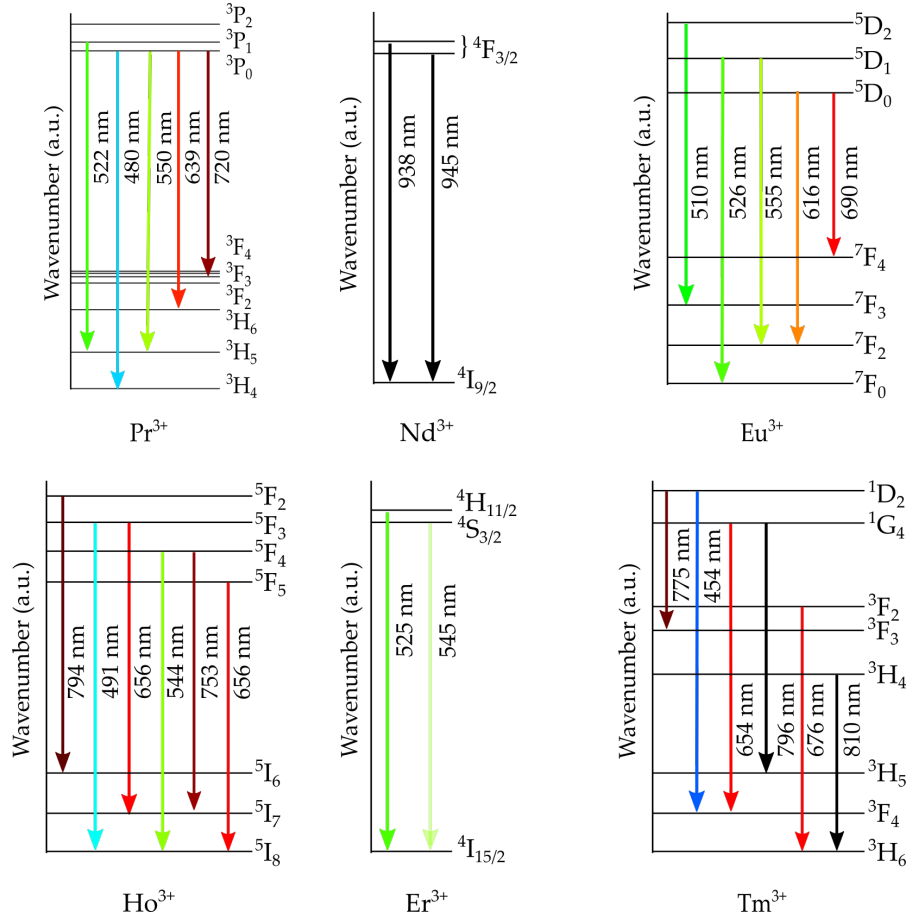 Wavenumber (a.u.)
³P₂
³P₁
³P₀
522 nm
480 nm
550 nm
639 nm
720 nm
³F₄
³F₃
³F₂
³H₆
³H₅
³H₄
Pr³⁺
Wavenumber (a.u.)
} ⁴F₃/₂
938 nm
945 nm
⁴I₉/₂
Nd³⁺
Wavenumber (a.u.)
⁵D₂
⁵D₁
⁵D₀
510 nm
526 nm
555 nm
616 nm
690 nm
⁷F₄
⁷F₃
⁷F₂
⁷F₀
Eu³⁺
Wavenumber (a.u.)
⁵F₂
⁵F₃
⁵F₄
⁵F₅
794 nm
491 nm
656 nm
544 nm
753 nm
656 nm
⁵I₆
⁵I₇
⁵I₈
Ho³⁺
Wavenumber (a.u.)
⁴H₁₁/₂
⁴S₃/₂
525 nm
545 nm
⁴I₁₅/₂
Er³⁺
Wavenumber (a.u.)
¹D₂
¹G₄
775 nm
454 nm
³F₂
³F₃
³H₄
654 nm
796 nm
676 nm
810 nm
³H₅
³F₄
³H₆
Tm³⁺